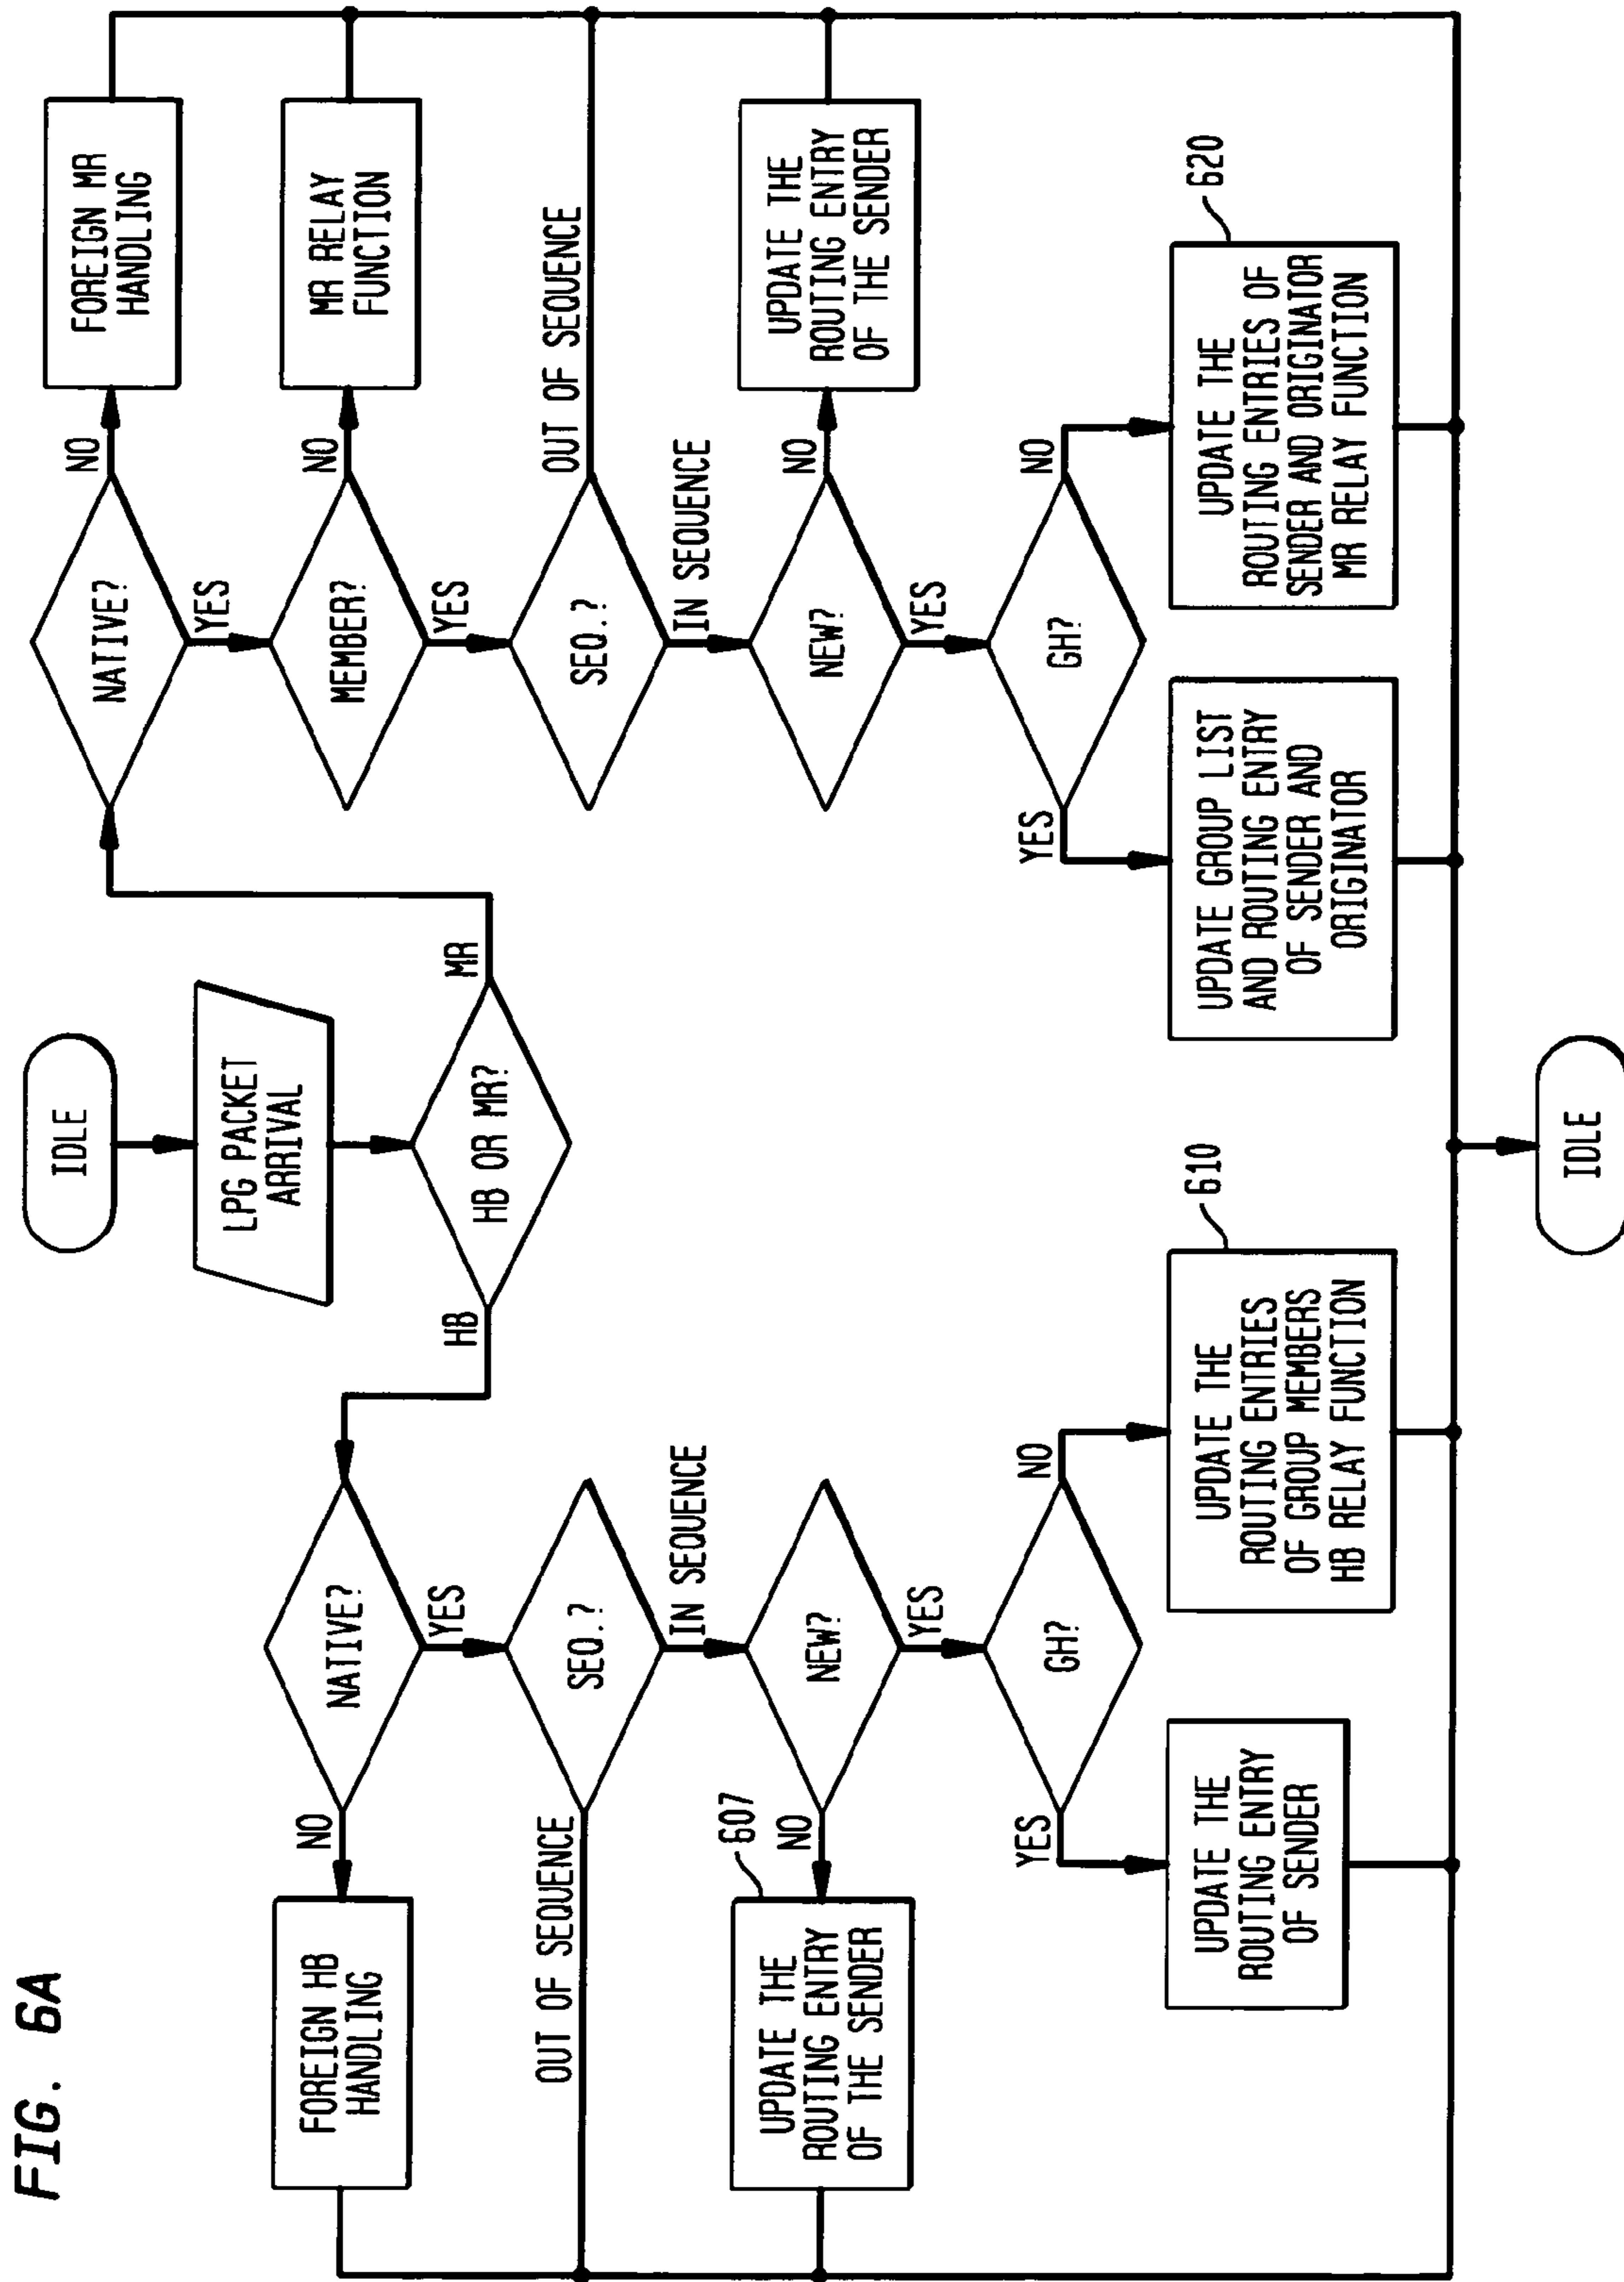 FIG. 6A
IDLE
LPG PACKET
ARRIVAL
HB OR MR?
HB
MR
NATIVE?
NO
YES
FOREIGN HB
HANDLING
SEQ.?
OUT OF SEQUENCE
IN SEQUENCE
NEW?
NO
YES
607
UPDATE THE
ROUTING ENTRY
OF THE SENDER
GH?
YES
NO
UPDATE THE
ROUTING ENTRY
OF SENDER
610
UPDATE THE
ROUTING ENTRIES
OF GROUP MEMBERS
HB RELAY FUNCTION
NATIVE?
NO
YES
FOREIGN MR
HANDLING
MEMBER?
NO
YES
MR RELAY
FUNCTION
SEQ.?
OUT OF SEQUENCE
IN SEQUENCE
NEW?
NO
YES
UPDATE THE
ROUTING ENTRY
OF THE SENDER
GH?
YES
NO
UPDATE GROUP LIST
AND ROUTING ENTRY
OF SENDER AND
ORIGINATOR
620
UPDATE THE
ROUTING ENTRIES OF
SENDER AND ORIGINATOR
MR RELAY FUNCTION
IDLE